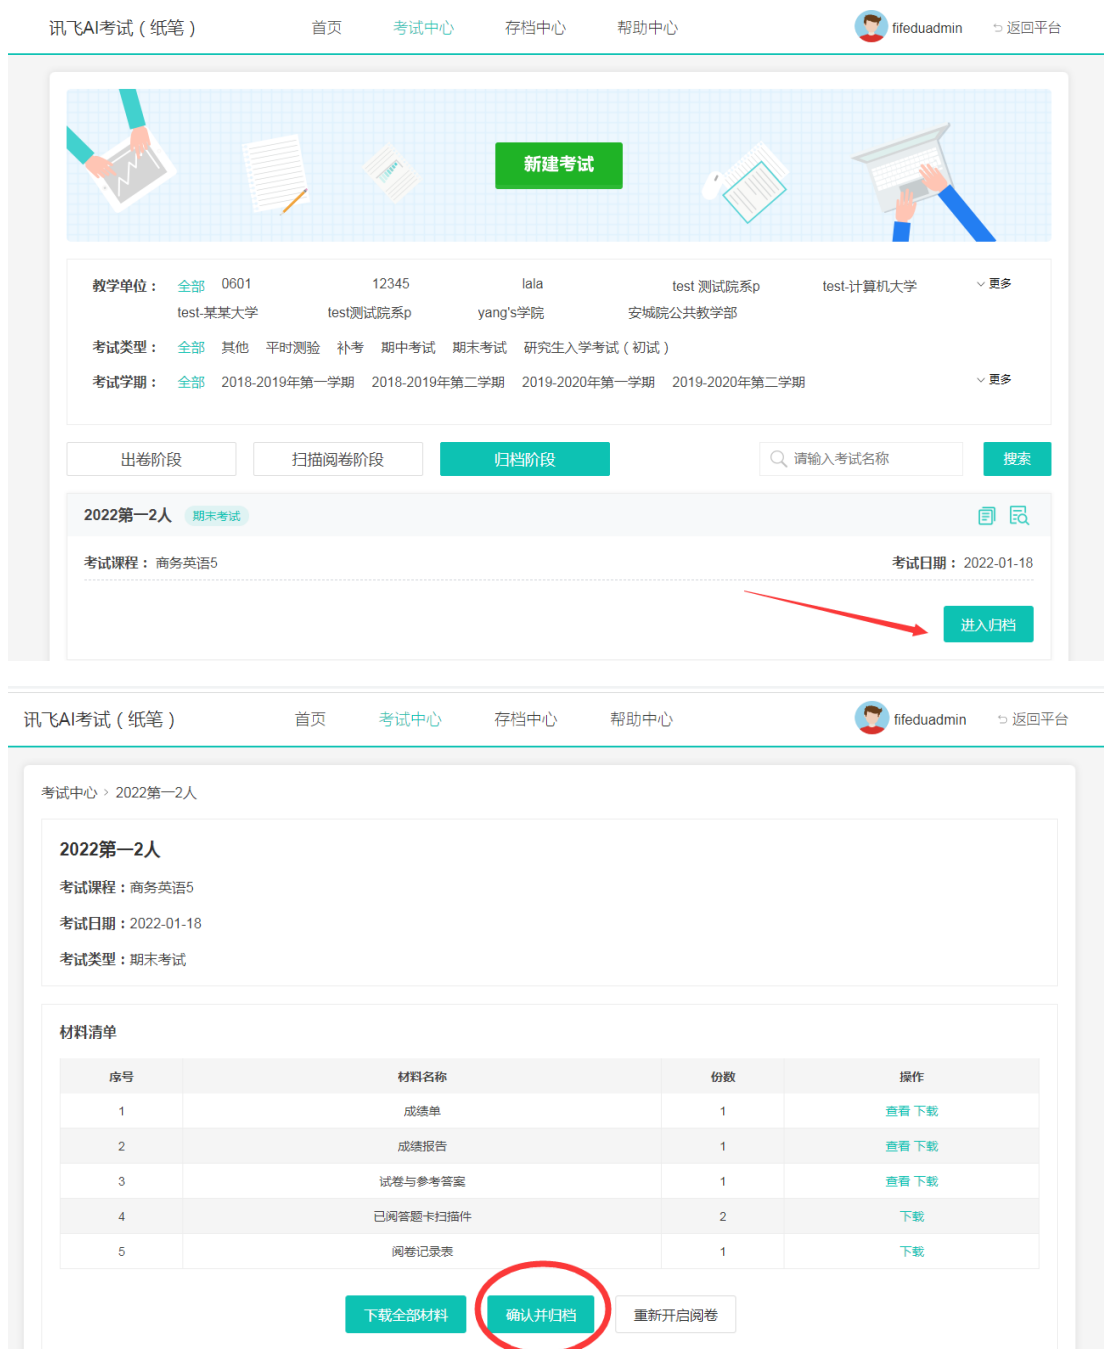 讯飞AI考试（纸笔） 首页 考试中心 存档中心 帮助中心 fifeduadmin 返回平台
新建考试
教学单位： 全部 0601 12345 lala test 测试院系p test-计算机大学 更多
test-某某大学 test测试院系p yang's学院 安城院公共教学部
考试类型： 全部 其他 平时测验 补考 期中考试 期末考试 研究生入学考试（初试）
考试学期： 全部 2018-2019年第一学期 2018-2019年第二学期 2019-2020年第一学期 2019-2020年第二学期 更多
出卷阶段 扫描阅卷阶段 归档阶段 请输入考试名称 搜索
2022第一2人 期末考试
考试课程： 商务英语5 考试日期： 2022-01-18
进入归档
讯飞AI考试（纸笔） 首页 考试中心 存档中心 帮助中心 fifeduadmin 返回平台
考试中心 > 2022第一2人
2022第一2人
考试课程：商务英语5
考试日期：2022-01-18
考试类型：期末考试
材料清单
序号 材料名称 份数 操作
1 成绩单 1 查看 下载
2 成绩报告 1 查看 下载
3 试卷与参考答案 1 查看 下载
4 已阅答题卡扫描件 2 下载
5 阅卷记录表 1 下载
下载全部材料 确认并归档 重新开启阅卷